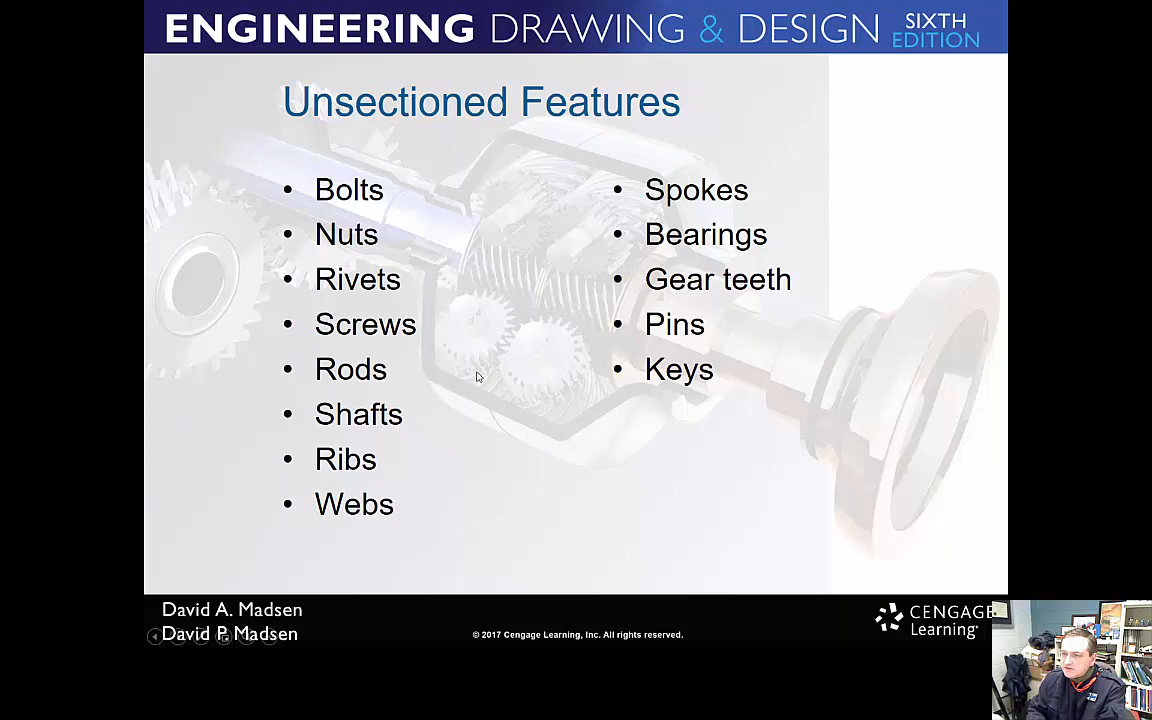 ENGINEERING DRAWING & DESIGN SIXTH EDITION
Unsectioned Features
• Bolts
• Nuts
• Rivets
• Screws
• Rods
• Shafts
• Ribs
• Webs
• Spokes
• Bearings
• Gear teeth
• Pins
• Keys
David A. Madsen
David P. Madsen
© 2017 Cengage Learning, Inc. All rights reserved.
CENGAGE
Learning